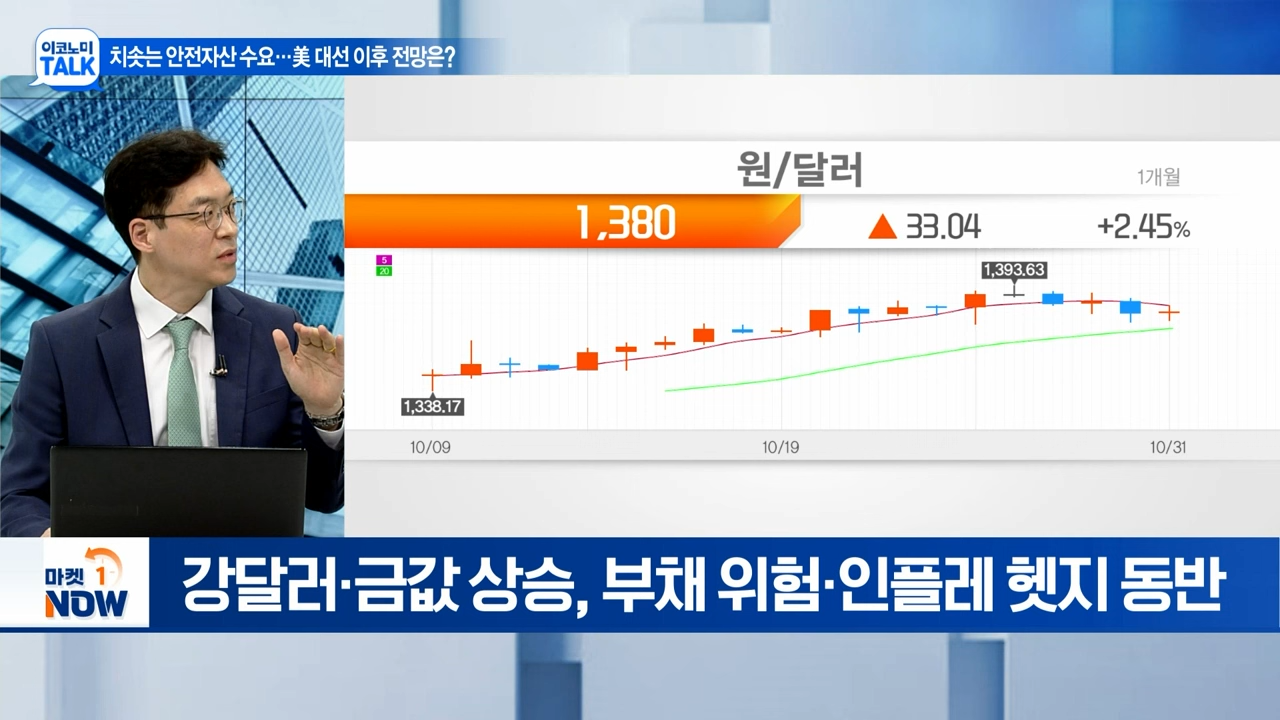 이코노미
TALK
치솟는 안전자산 수요…美 대선 이후 전망은?
원/달러
1개월
1,380
▲ 33.04
+2.45%
5
20
1,393.63
1,338.17
10/09
10/19
10/31
마켓 1
NOW
강달러·금값 상승, 부채 위험·인플레 헷지 동반